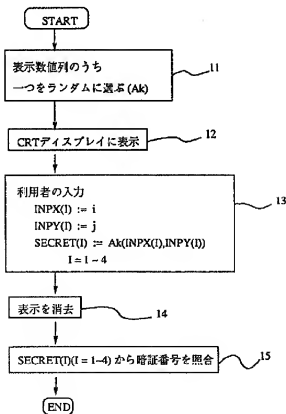 START
表示数値列のうち
一つをランダムに選ぶ(Ak)
11
CRTディスプレイに表示
12
利用者の入力
INPX(I) := i
INPY(I) := j
SECRET(I) := Ak(INPX(I),INPY(I))
I = 1 ~ 4
13
表示を消去
14
SECRET(I)(I = 1~4) から暗証番号を照合
15
END